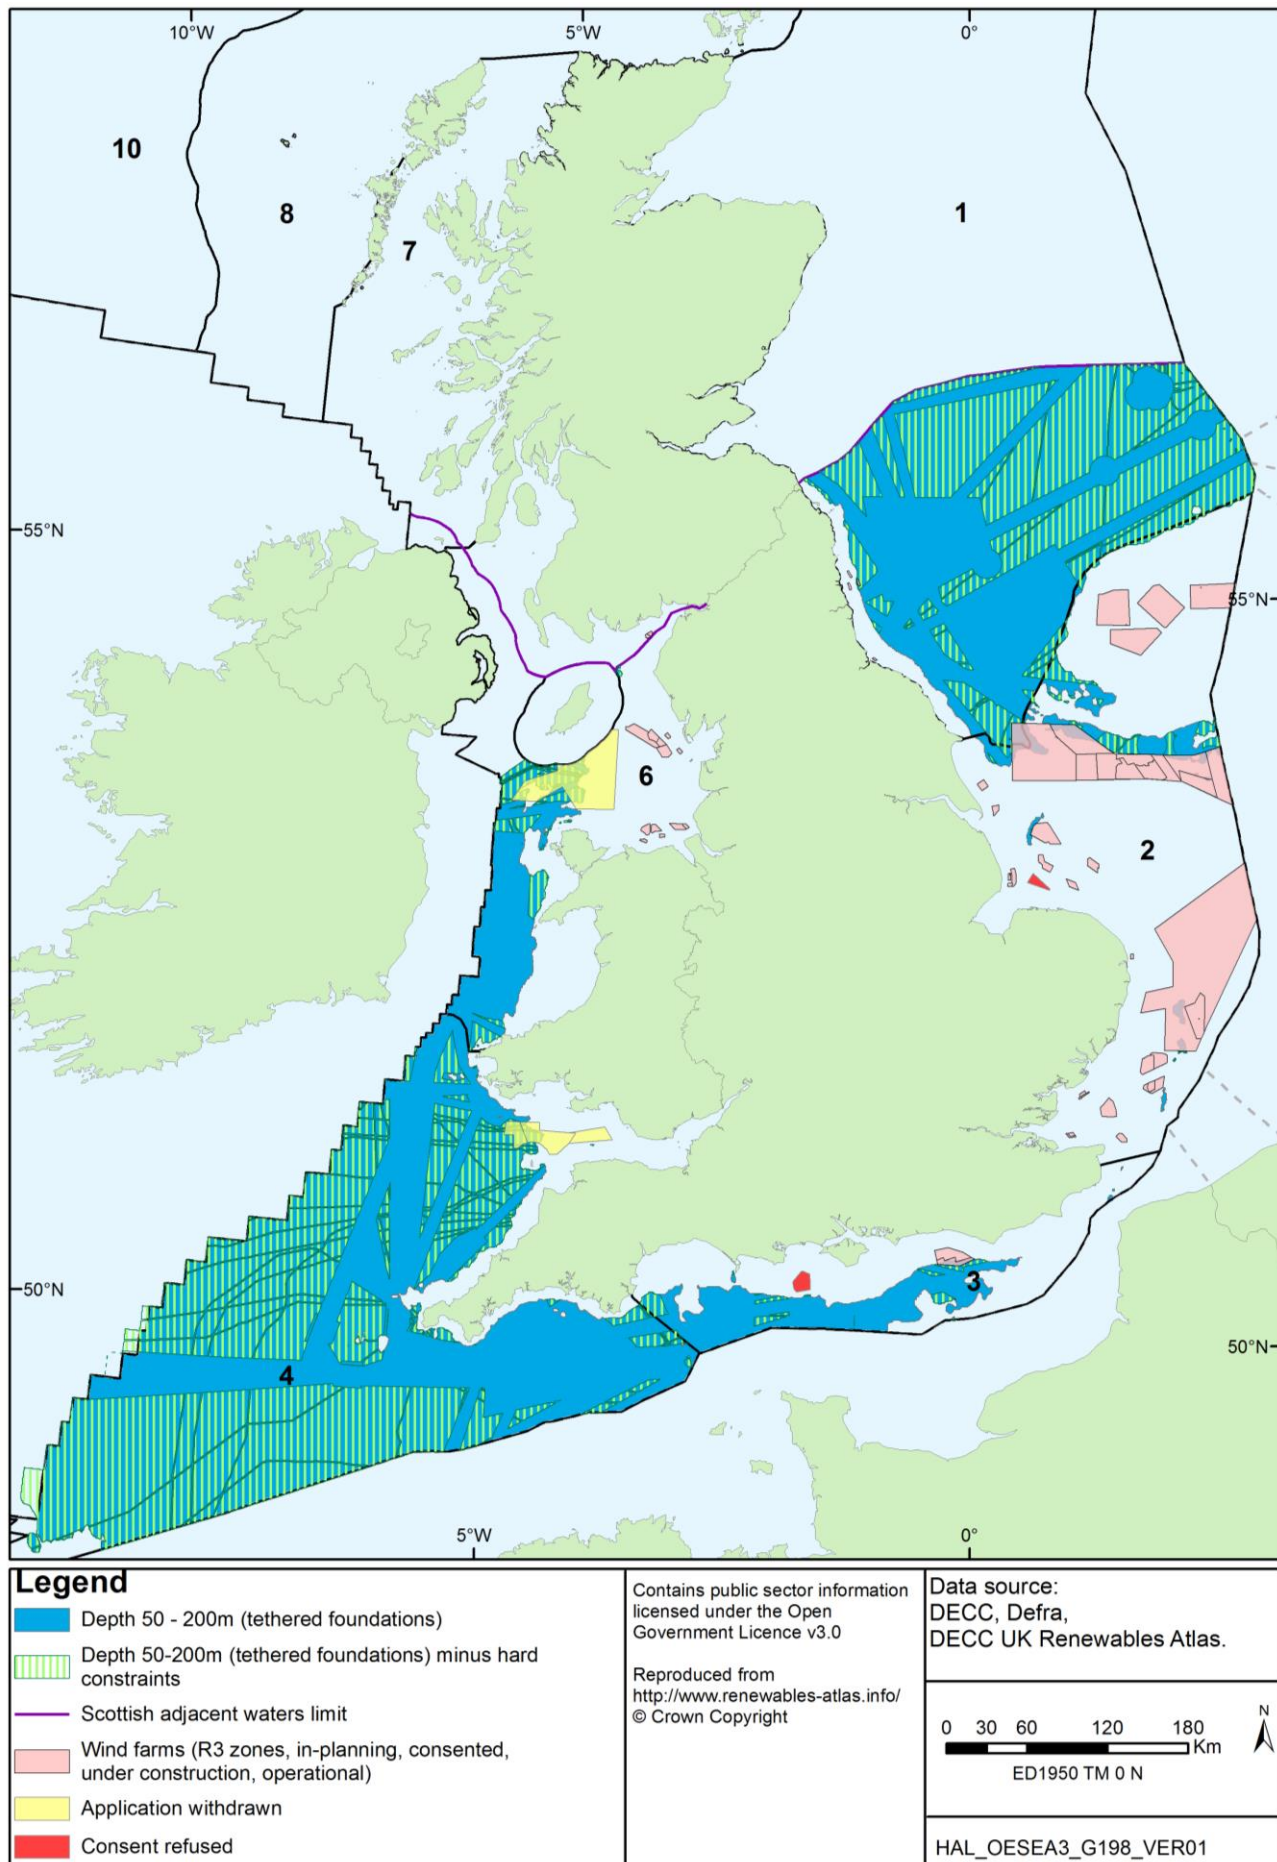 10°W
5°W
0°
10
8
7
1
55°N
55°N
6
2
3
50°N
50°N
4
5°W
0°
Legend
Depth 50 - 200m (tethered foundations)
Depth 50-200m (tethered foundations) minus hard
constraints
Scottish adjacent waters limit
Wind farms (R3 zones, in-planning, consented,
under construction, operational)
Application withdrawn
Consent refused
Contains public sector information
licensed under the Open
Government Licence v3.0
Reproduced from
http://www.renewables-atlas.info/
© Crown Copyright
Data source:
DECC, Defra,
DECC UK Renewables Atlas.
0 30 60 120 180
Km
N
ED1950 TM 0 N
HAL_OESEA3_G198_VER01